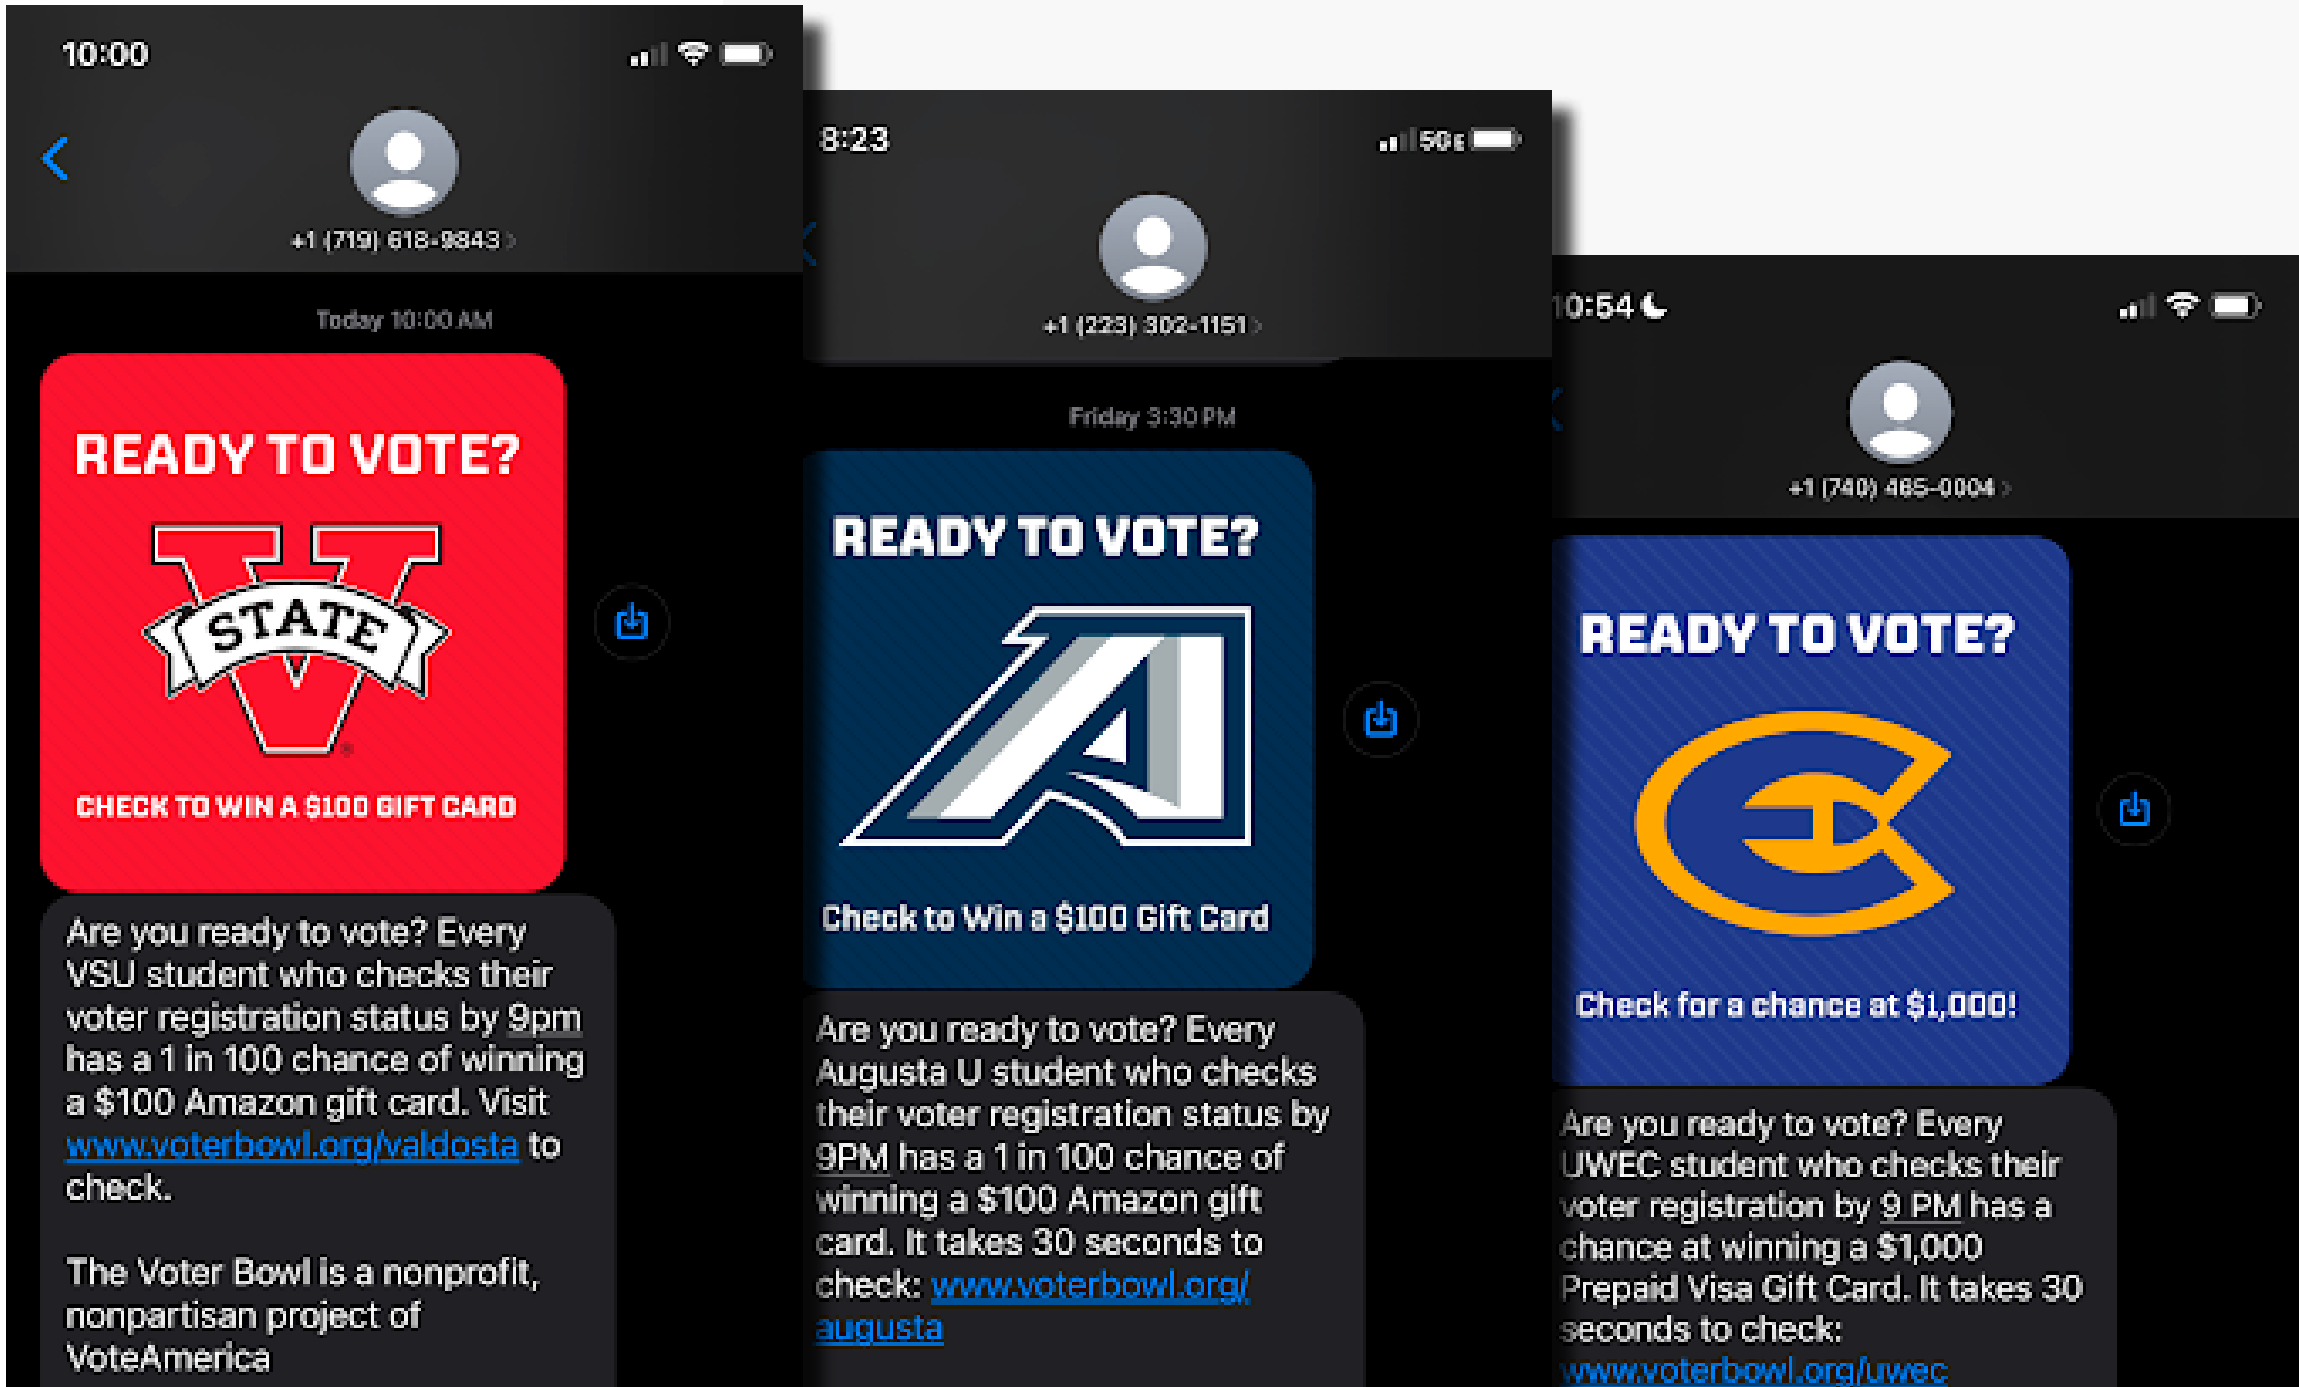 10:00
+1 (719) 618-9843
Today 10:00 AM
READY TO VOTE?
V
STATE
®
CHECK TO WIN A $100 GIFT CARD
Are you ready to vote? Every
VSU student who checks their
voter registration status by 9pm
has a 1 in 100 chance of winning
a $100 Amazon gift card. Visit
www.voterbowl.org/valdosta to
check.
The Voter Bowl is a nonprofit,
nonpartisan project of
VoteAmerica
8:23
5GE
+1 (223) 302-1151
Friday 3:30 PM
READY TO VOTE?
A
Check to Win a $100 Gift Card
Are you ready to vote? Every
Augusta U student who checks
their voter registration status by
9PM has a 1 in 100 chance of
winning a $100 Amazon gift
card. It takes 30 seconds to
check: www.voterbowl.org/
augusta
10:54
+1 (740) 465-0004
READY TO VOTE?
EC
Check for a chance at $1,000!
Are you ready to vote? Every
UWEC student who checks their
voter registration by 9 PM has a
chance at winning a $1,000
Prepaid Visa Gift Card. It takes 30
seconds to check:
www.voterbowl.org/uwec